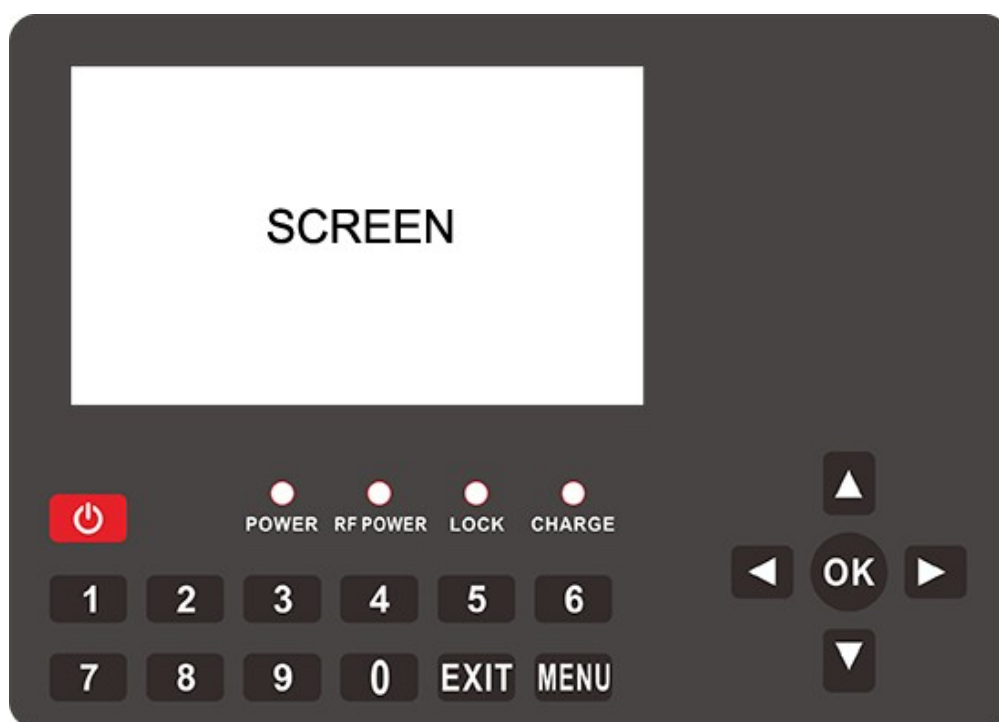 SCREEN
POWER RF POWER LOCK CHARGE
OK
1 2 3 4 5 6
7 8 9 0 EXIT MENU